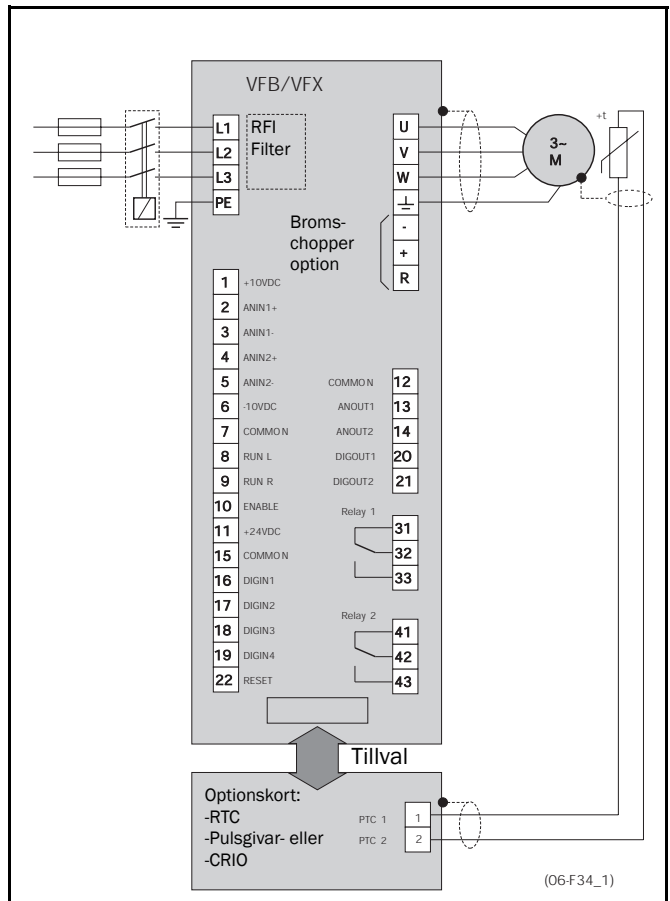 VFB/VFX
+t
L1 RFI
L2 Filter
L3
PE
U
V
W
-
+
R
3~
M
Broms-
chopper
option
1 +10VDC
2 ANIN1+
3 ANIN1-
4 ANIN2+
5 ANIN2-
6 -10VDC
7 COMMON
8 RUN L
9 RUN R
10 ENABLE
11 +24VDC
15 COMMON
16 DIGIN1
17 DIGIN2
18 DIGIN3
19 DIGIN4
22 RESET
COMMON 12
ANOUT1 13
ANOUT2 14
DIGOUT1 20
DIGOUT2 21
Relay 1
31
32
33
Relay 2
41
42
43
Tillval
Optionskort:
-RTC
-Pulsgivar- eller
-CRIO
PTC 1 1
PTC 2 2
(06-F34_1)